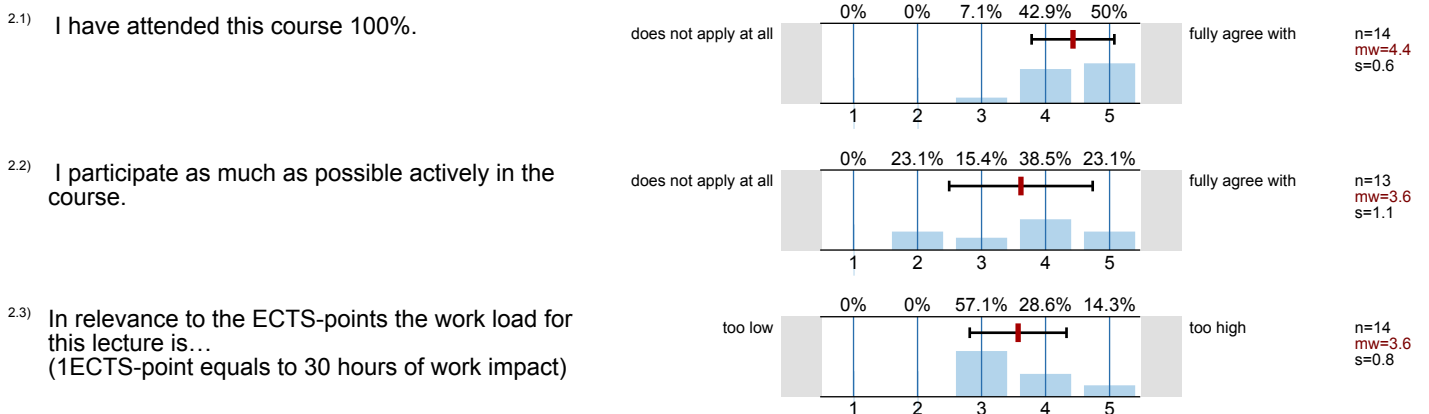 2.1) I have attended this course 100%.
0% 0% 7.1% 42.9% 50%
does not apply at all
fully agree with
n=14
mw=4.4
s=0.6
1 2 3 4 5
2.2) I participate as much as possible actively in the
course.
0% 23.1% 15.4% 38.5% 23.1%
does not apply at all
fully agree with
n=13
mw=3.6
s=1.1
1 2 3 4 5
2.3) In relevance to the ECTS-points the work load for
this lecture is…
(1ECTS-point equals to 30 hours of work impact)
0% 0% 57.1% 28.6% 14.3%
too low
too high
n=14
mw=3.6
s=0.8
1 2 3 4 5